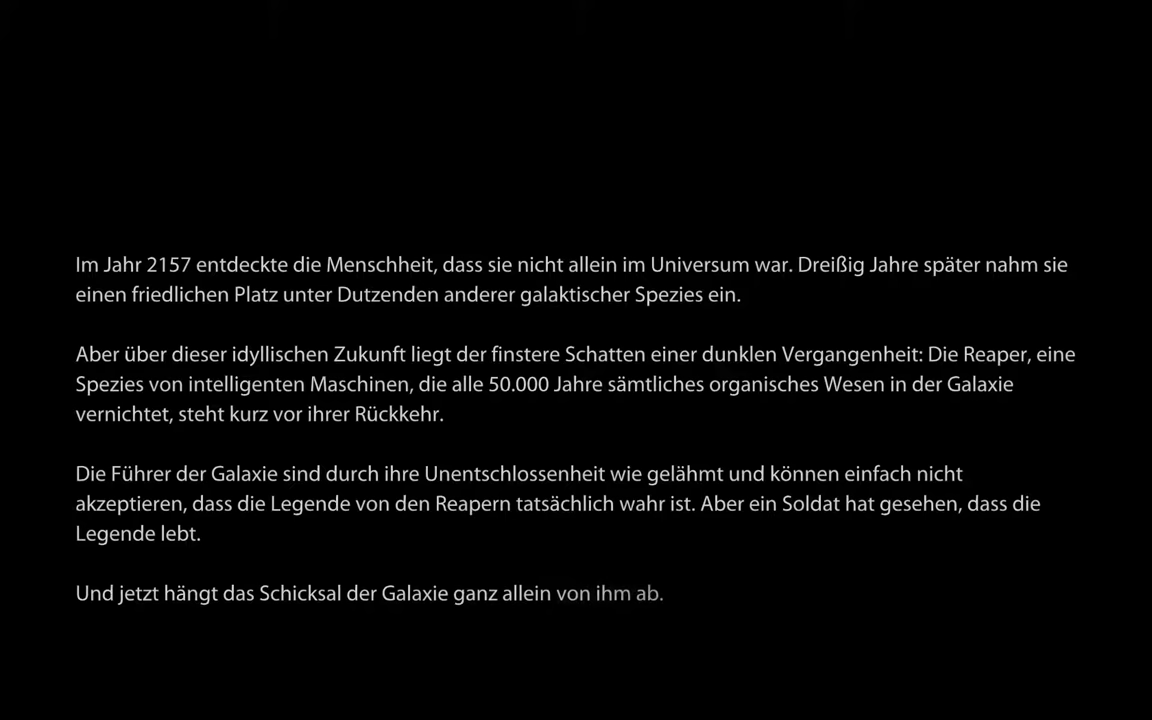 Im Jahr 2157 entdeckte die Menschheit, dass sie nicht allein im Universum war. Dreißig Jahre später nahm sie
einen friedlichen Platz unter Dutzenden anderer galaktischer Spezies ein.
Aber über dieser idyllischen Zukunft liegt der finstere Schatten einer dunklen Vergangenheit: Die Reaper, eine
Spezies von intelligenten Maschinen, die alle 50.000 Jahre sämtliches organisches Wesen in der Galaxie
vernichtet, steht kurz vor ihrer Rückkehr.
Die Führer der Galaxie sind durch ihre Unentschlossenheit wie gelähmt und können einfach nicht
akzeptieren, dass die Legende von den Reapern tatsächlich wahr ist. Aber ein Soldat hat gesehen, dass die
Legende lebt.
Und jetzt hängt das Schicksal der Galaxie ganz allein von ihm ab.